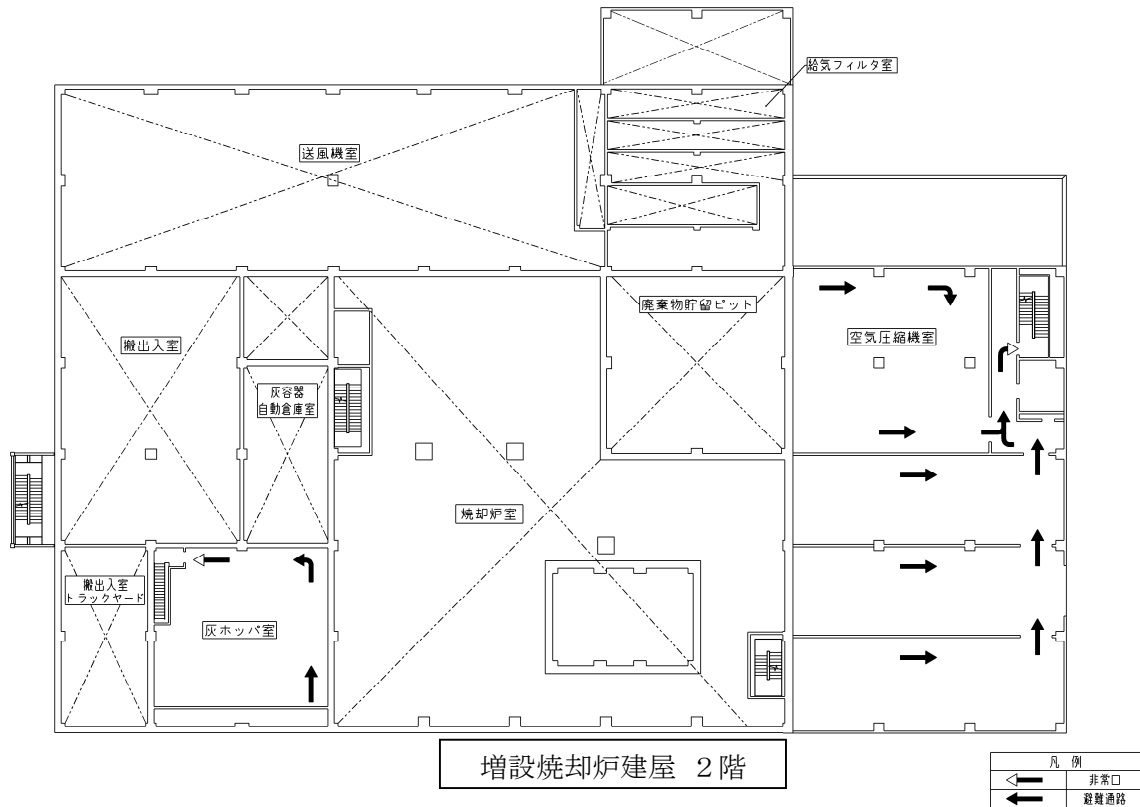 給気フィルタ室
送風機室
廃棄物貯留ピット
空気圧縮機室
搬出入室
灰容器
自動倉庫室
焼却炉室
搬出入室
トラックヤード
灰ホッパ室
増設焼却炉建屋 2階
凡例
非常口
避難通路